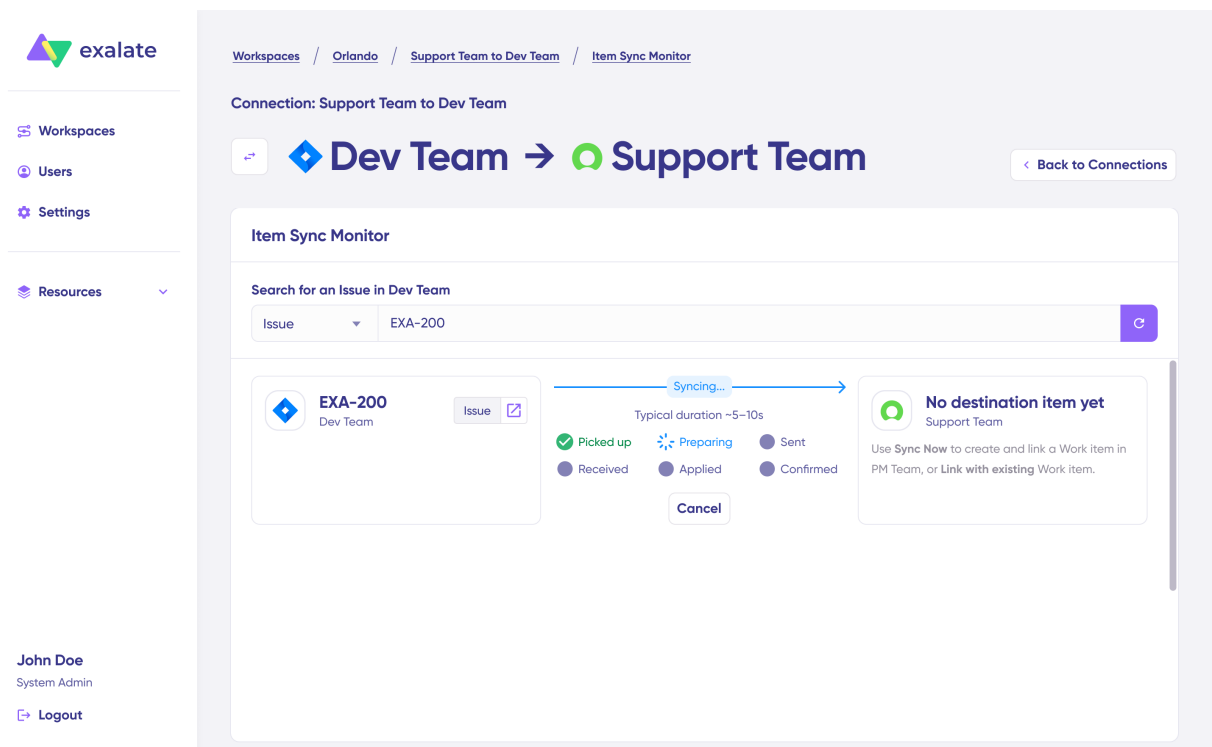 exalate
Workspaces / Orlando / Support Team to Dev Team / Item Sync Monitor
Connection: Support Team to Dev Team
Dev Team → Support Team
Back to Connections
Workspaces
Users
Settings
Resources
Item Sync Monitor
Search for an Issue in Dev Team
Issue
EXA-200
EXA-200
Dev Team
Issue
Syncing...
Typical duration ~5–10s
Picked up
Preparing
Sent
Received
Applied
Confirmed
Cancel
No destination item yet
Support Team
Use Sync Now to create and link a Work item in
PM Team, or Link with existing Work item.
John Doe
System Admin
Logout